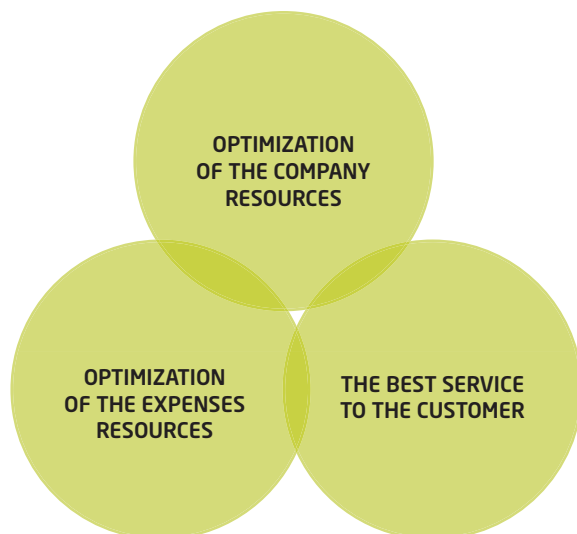 OPTIMIZATION
OF THE COMPANY
RESOURCES
OPTIMIZATION
OF THE EXPENSES
RESOURCES
THE BEST SERVICE
TO THE CUSTOMER